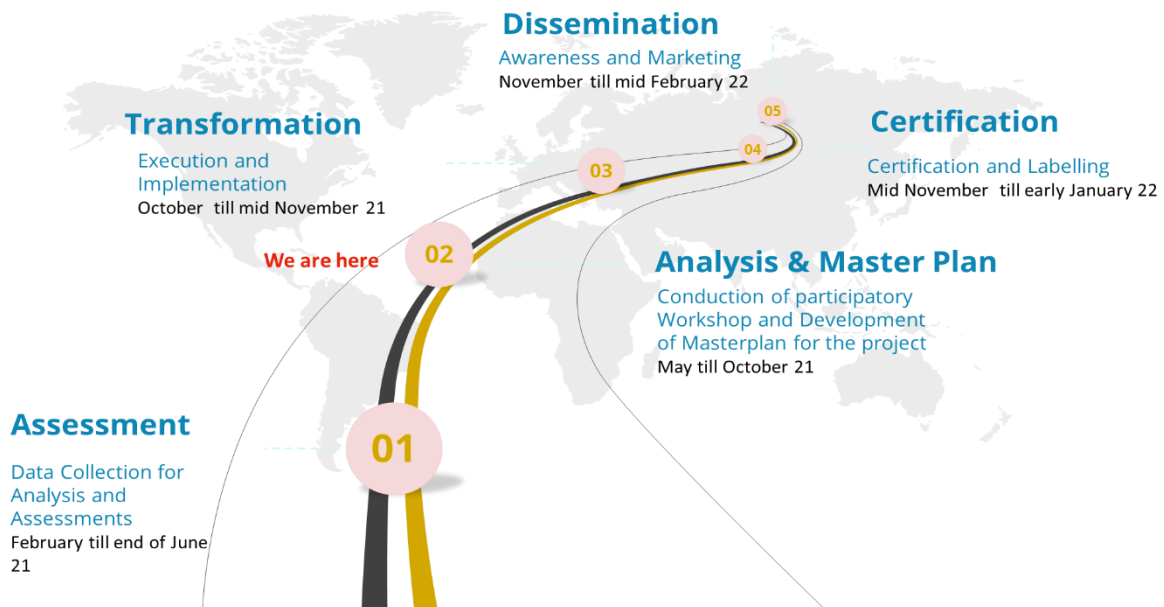 Dissemination
Awareness and Marketing
November till mid February 22
05
Transformation
Execution and
Implementation
October till mid November 21
03
04
Certification
Certification and Labelling
Mid November till early January 22
We are here
02
Analysis & Master Plan
Conduction of participatory
Workshop and Development
of Masterplan for the project
May till October 21
Assessment
Data Collection for
Analysis and
Assessments
February till end of June
21
01